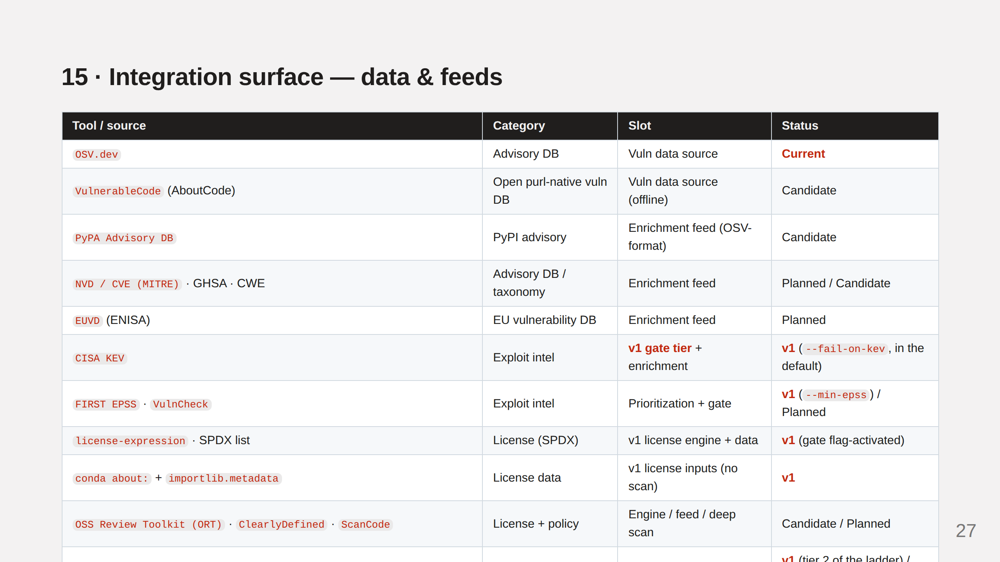 15 · Integration surface — data & feeds
Tool / source Category Slot Status
OSV.dev Advisory DB Vuln data source Current
VulnerableCode (AboutCode) Open purl-native vuln DB Vuln data source (offline) Candidate
PyPA Advisory DB PyPI advisory Enrichment feed (OSV-format) Candidate
NVD / CVE (MITRE) · GHSA · CWE Advisory DB / taxonomy Enrichment feed Planned / Candidate
EUVD (ENISA) EU vulnerability DB Enrichment feed Planned
CISA KEV Exploit intel v1 gate tier + enrichment v1 (--fail-on-kev, in the default)
FIRST EPSS · VulnCheck Exploit intel Prioritization + gate v1 (--min-epss) / Planned
license-expression · SPDX list License (SPDX) v1 license engine + data v1 (gate flag-activated)
conda about: + importlib.metadata License data v1 license inputs (no scan) v1
OSS Review Toolkit (ORT) · ClearlyDefined · ScanCode License + policy Engine / feed / deep scan Candidate / Planned
v1 (tier 2 of the ladder) /
27